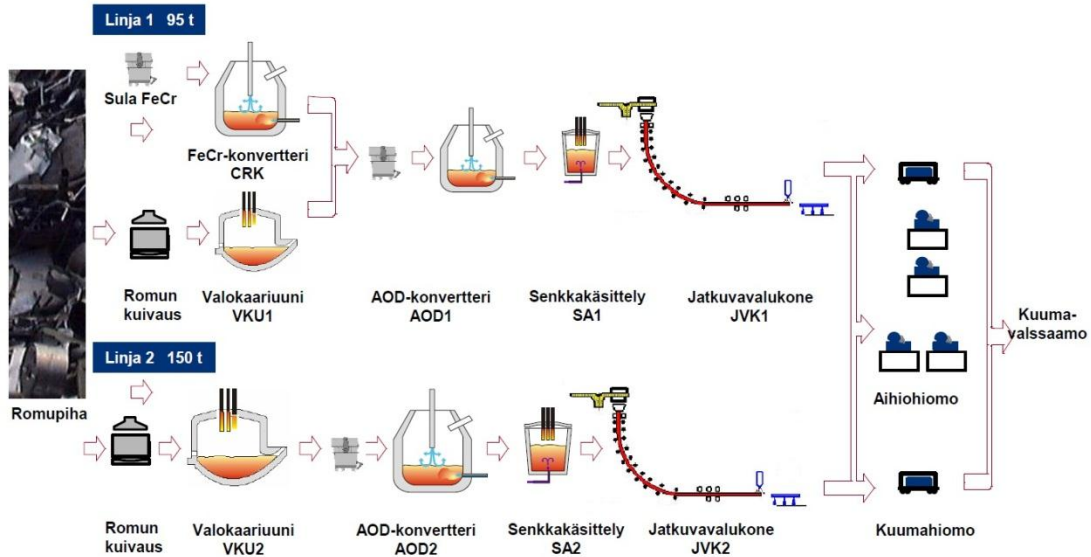 Linja 1   95 t
Sula FeCr
FeCr-konvertteri
CRK
Romun
kuivaus
Valokaariuuni
VKU1
AOD-konvertteri
AOD1
Senkkakäsittely
SA1
Jatkuvavalukone
JVK1
Kuuma-
valssaamo
Linja 2   150 t
Romupiha
Aihiohiomo
Romun
kuivaus
Valokaariuuni
VKU2
AOD-konvertteri
AOD2
Senkkakäsittely
SA2
Jatkuvavalukone
JVK2
Kuumahiomo